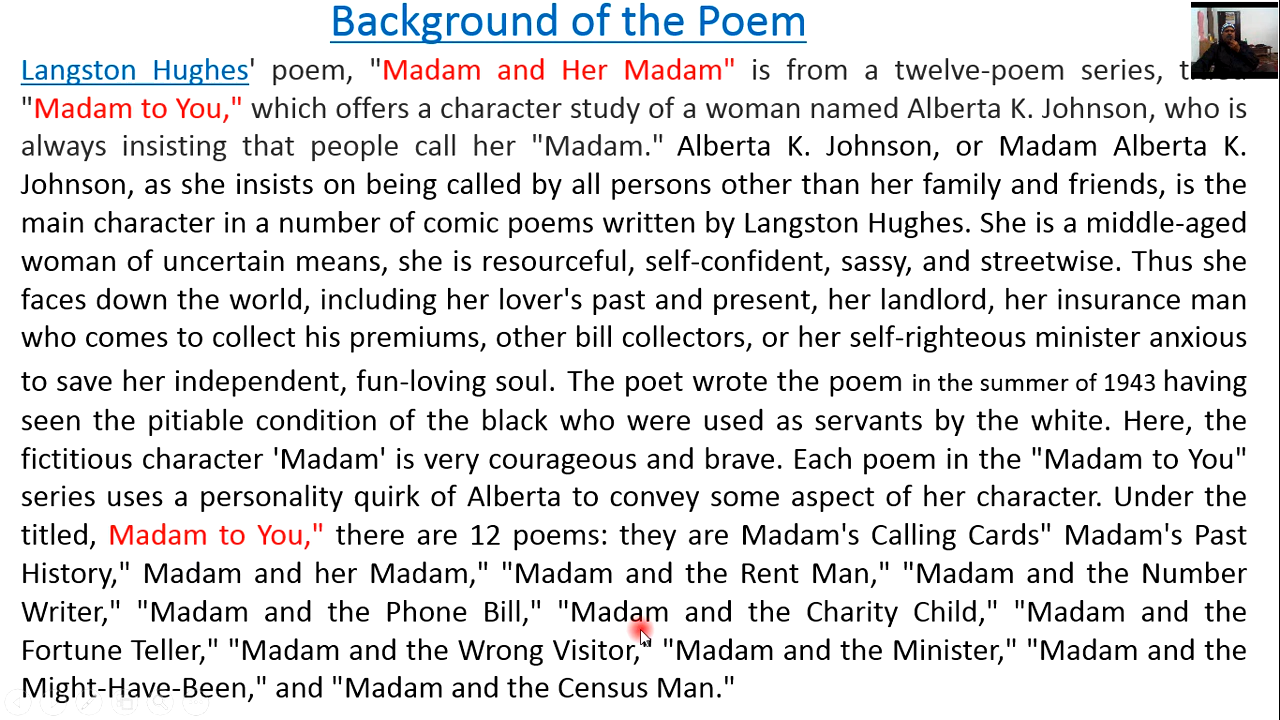 Background of the Poem
Langston Hughes' poem, "Madam and Her Madam" is from a twelve-poem series,
"Madam to You," which offers a character study of a woman named Alberta K. Johnson, who is
always insisting that people call her "Madam." Alberta K. Johnson, or Madam Alberta K.
Johnson, as she insists on being called by all persons other than her family and friends, is the
main character in a number of comic poems written by Langston Hughes. She is a middle-aged
woman of uncertain means, she is resourceful, self-confident, sassy, and streetwise. Thus she
faces down the world, including her lover's past and present, her landlord, her insurance man
who comes to collect his premiums, other bill collectors, or her self-righteous minister anxious
to save her independent, fun-loving soul. The poet wrote the poem in the summer of 1943 having
seen the pitiable condition of the black who were used as servants by the white. Here, the
fictitious character 'Madam' is very courageous and brave. Each poem in the "Madam to You"
series uses a personality quirk of Alberta to convey some aspect of her character. Under the
titled, Madam to You," there are 12 poems: they are Madam's Calling Cards" Madam's Past
History," Madam and her Madam," "Madam and the Rent Man," "Madam and the Number
Writer," "Madam and the Phone Bill," "Madam and the Charity Child," "Madam and the
Fortune Teller," "Madam and the Wrong Visitor," "Madam and the Minister," "Madam and the
Might-Have-Been," and "Madam and the Census Man."